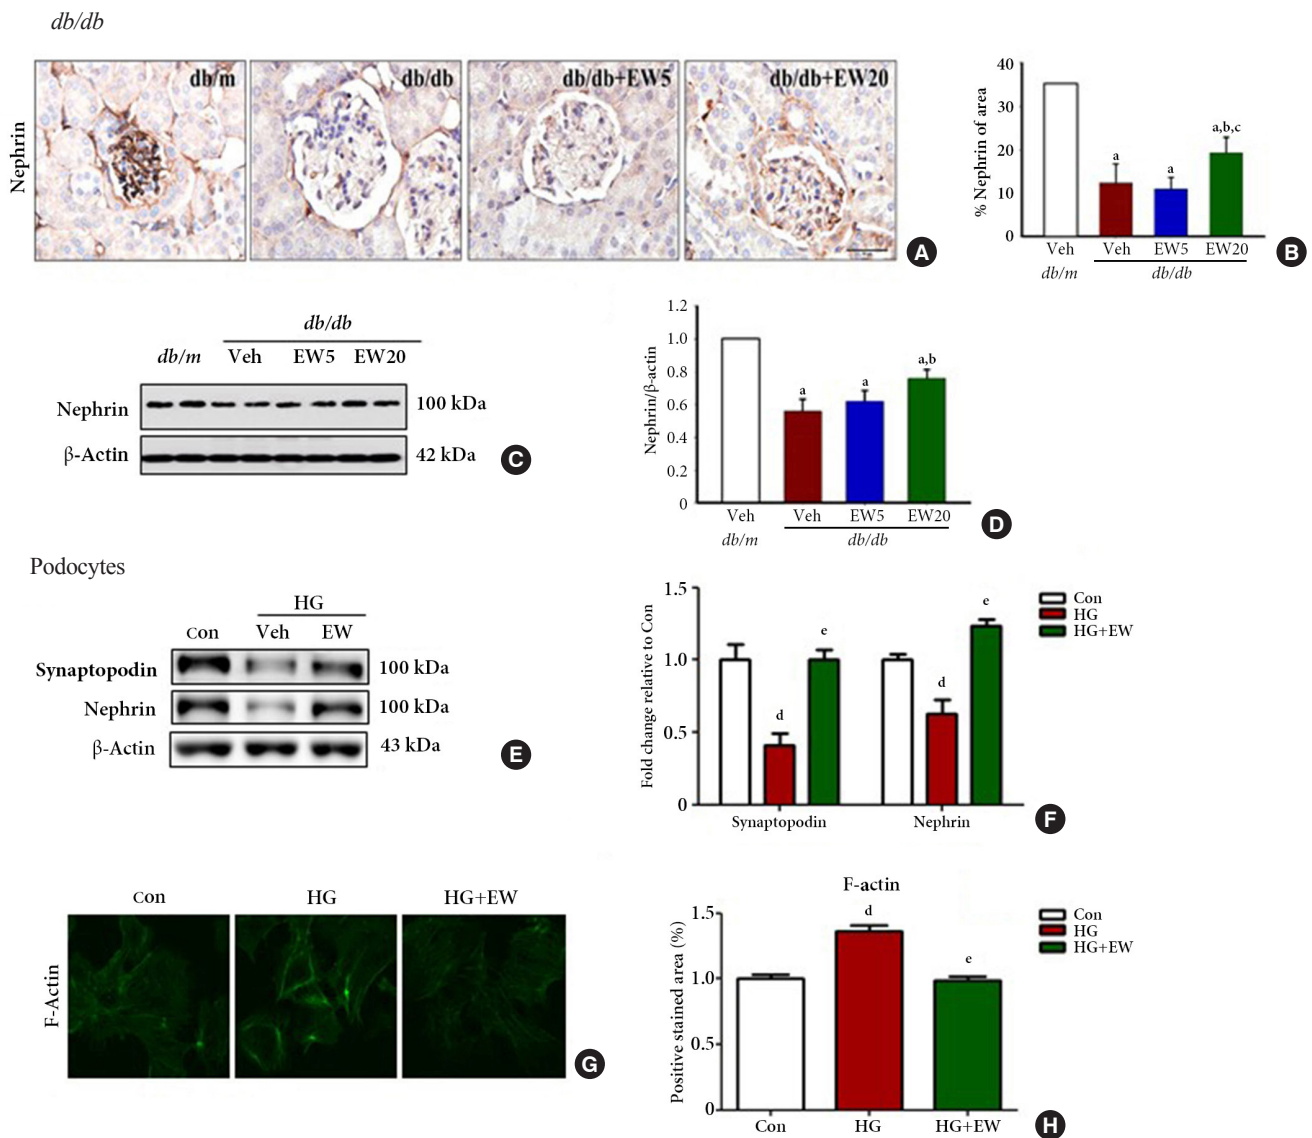 db/db
Nephrin
db/m
db/db
db/db+EW5
db/db+EW20
A
% Nephrin of area
40
30
20
10
0
a
a
a,b,c
Veh
Veh
EW5
EW20
db/m
db/db
B
db/db
db/m
Veh
EW5
EW20
Nephrin
100 kDa
β-Actin
42 kDa
C
Nephrin/β-actin
1.2
1.0
0.8
0.6
0.4
0.2
0
a
a
a,b
Veh
Veh
EW5
EW20
db/m
db/db
D
Podocytes
HG
Con
Veh
EW
Synaptopodin
100 kDa
Nephrin
100 kDa
β-Actin
43 kDa
E
Fold change relative to Con
1.5
1.0
0.5
0
d
e
d
e
Synaptopodin
Nephrin
Con
HG
HG+EW
F
Con
HG
HG+EW
F-Actin
G
F-actin
Positive stained area (%)
1.5
1.0
0.5
0
d
e
Con
HG
HG+EW
Con
HG
HG+EW
H